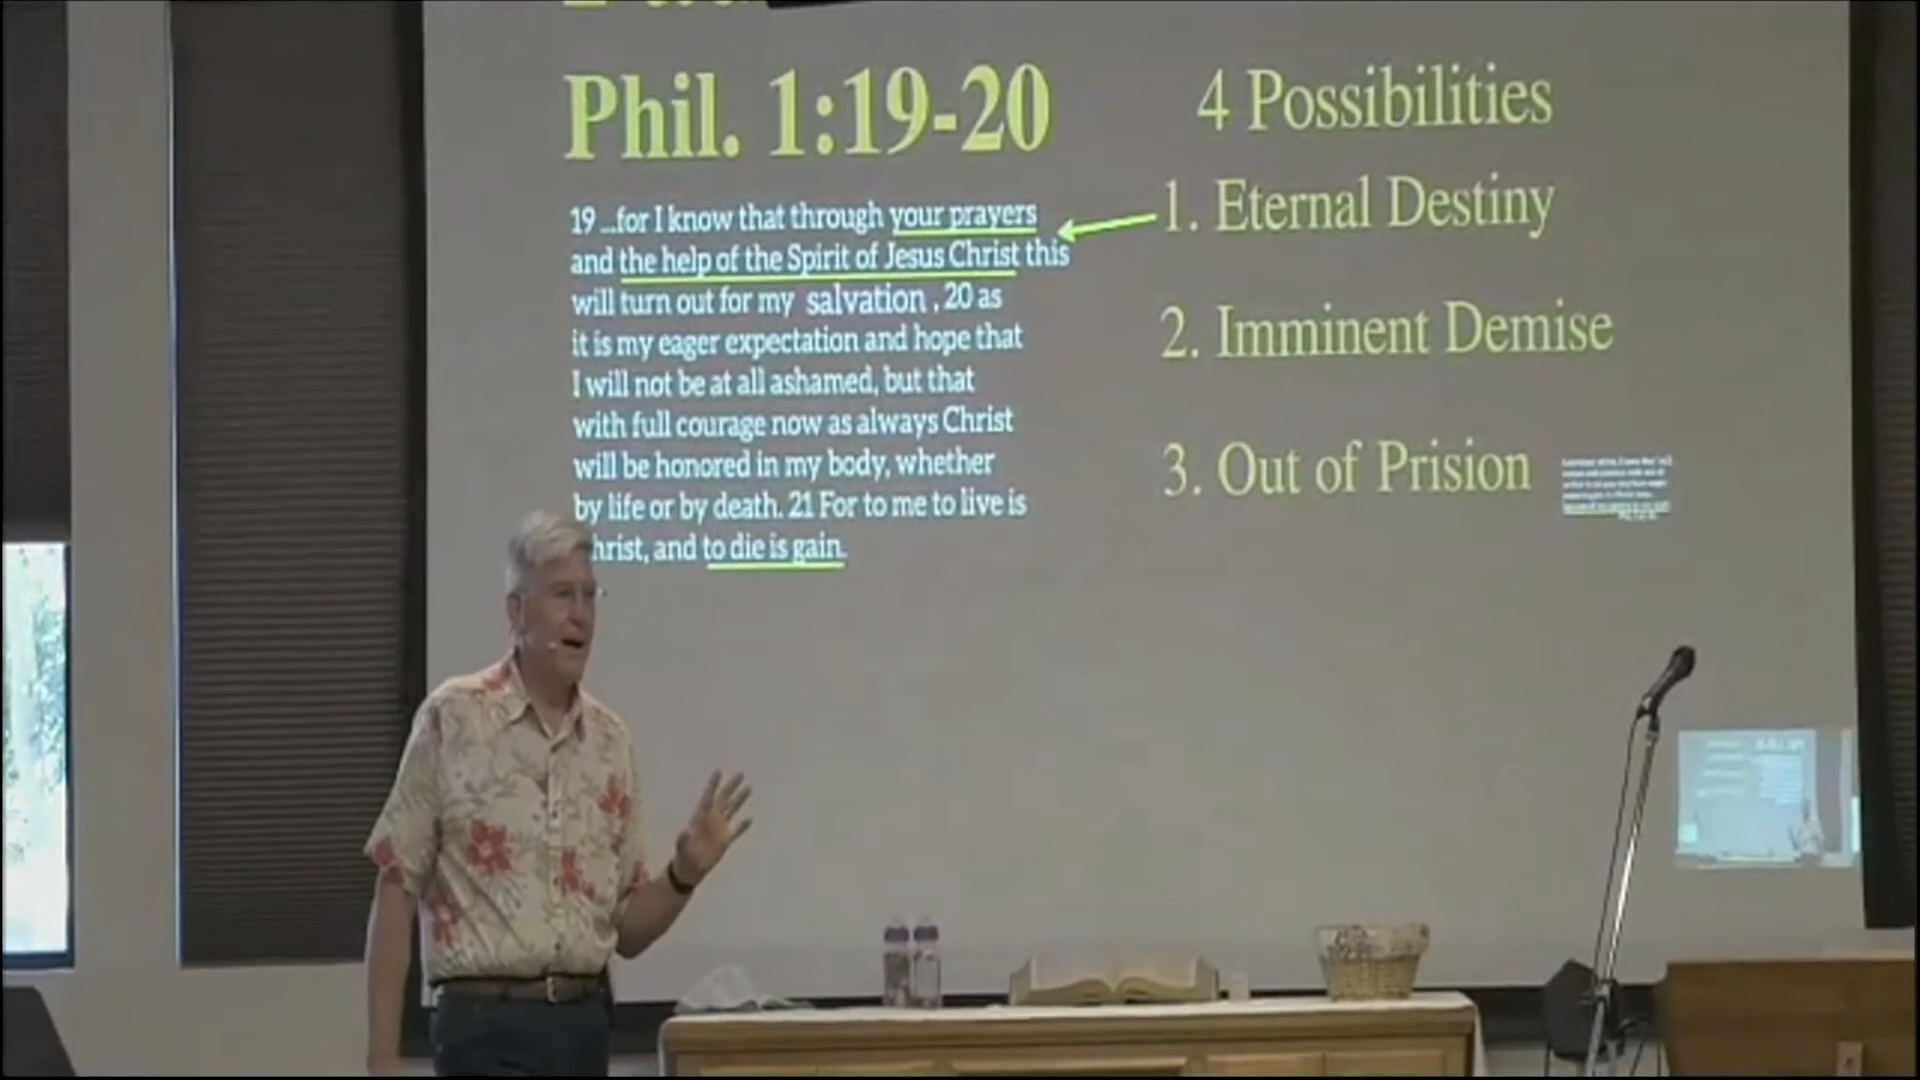 Phil. 1:19-20
19 ...for I know that through your prayers
and the help of the Spirit of Jesus Christ this
will turn out for my salvation , 20 as
it is my eager expectation and hope that
I will not be at all ashamed, but that
with full courage now as always Christ
will be honored in my body, whether
by life or by death. 21 For to me to live is
hrist, and to die is gain.
4 Possibilities
1. Eternal Destiny
2. Imminent Demise
3. Out of Prision